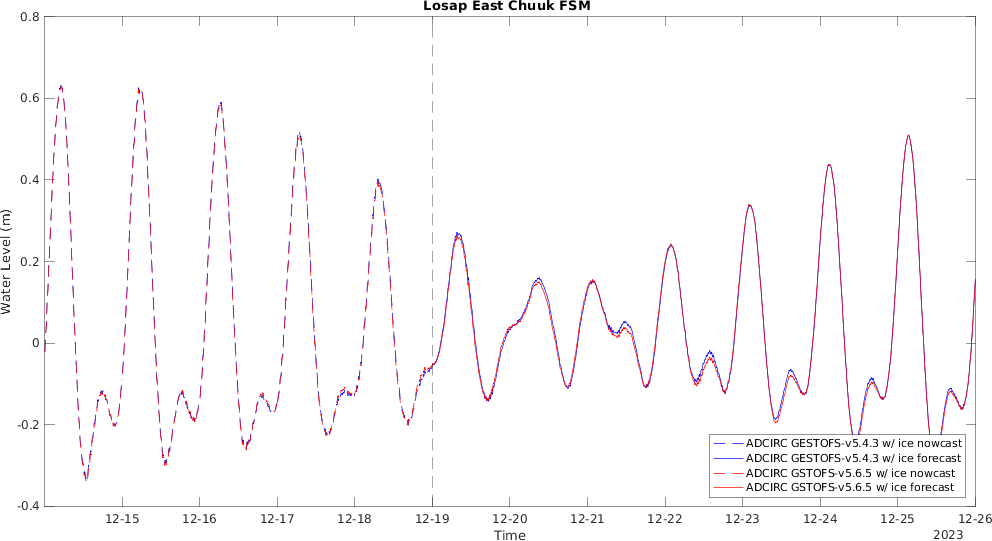 Losap East Chuuk FSM
0.8
0.6
0.4
0.2
0
-0.2
-0.4
Water Level (m)
ADCIRC GESTOFS-v5.4.3 w/ ice nowcast
ADCIRC GESTOFS-v5.4.3 w/ ice forecast
ADCIRC GSTOFS-v5.6.5 w/ ice nowcast
ADCIRC GSTOFS-v5.6.5 w/ ice forecast
12-15 12-16 12-17 12-18 12-19 12-20 12-21 12-22 12-23 12-24 12-25 12-26
Time
2023